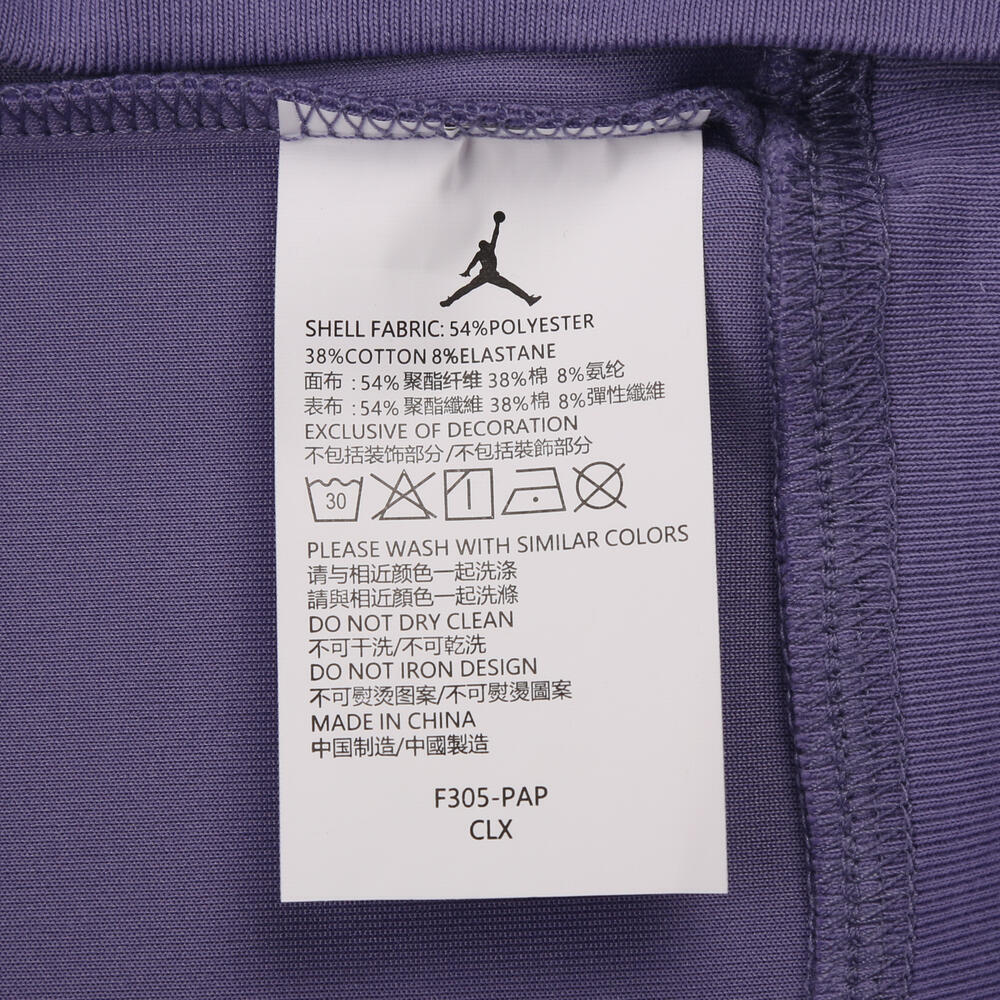 SHELL FABRIC: 54%POLYESTER
38%COTTON 8%ELASTANE
面布 : 54% 聚酯纤维 38%棉 8%氨纶
表布 : 54% 聚酯纖維 38%棉 8%彈性纖維
EXCLUSIVE OF DECORATION
不包括装饰部分/不包括裝飾部分
30
PLEASE WASH WITH SIMILAR COLORS
请与相近颜色一起洗涤
請與相近顏色一起洗滌
DO NOT DRY CLEAN
不可干洗/不可乾洗
DO NOT IRON DESIGN
不可熨烫图案/不可熨燙圖案
MADE IN CHINA
中国制造/中國製造
F305-PAP
CLX